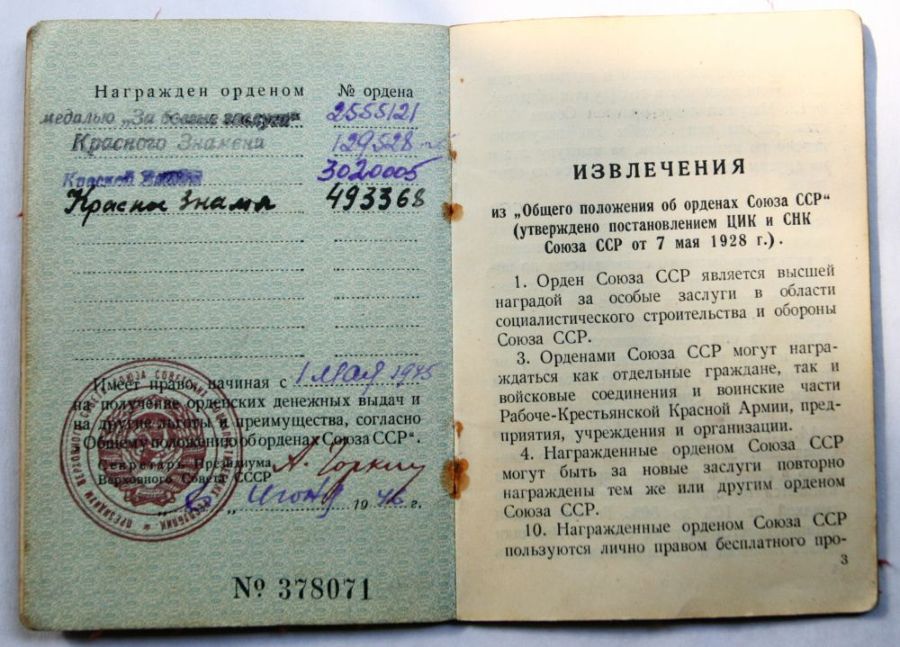 Награжден орденом № ордена
медалью „За боевые заслуги“ 2555121
Красного Знамени 129528
Красной 3020005
Красное Знамя 493368
Имеет право, начиная с 1 мая 1945
на получение орденских денежных выдач и
на другие льготы и преимущества, согласно
„Общему положению об орденах Союза ССР“.
Секретарь Президиума
Верховного Совета СССР А. Горкин
„6„ Июня 1946 г.
№ 378071
ИЗВЛЕЧЕНИЯ
из „Общего положения об орденах Союза ССР“
(утверждено постановлением ЦИК и СНК
Союза ССР от 7 мая 1928 г.).
1. Орден Союза ССР является высшей
наградой за особые заслуги в области
социалистического строительства и обороны
Союза ССР.
3. Орденами Союза ССР могут награ-
ждаться как отдельные граждане, так и
войсковые соединения и воинские части
Рабоче-Крестьянской Красной Армии, пред-
приятия, учреждения и организации.
4. Награжденные орденом Союза ССР
могут быть за новые заслуги повторно
награждены тем же или другим орденом
Союза ССР.
10. Награжденные орденом Союза ССР
пользуются лично правом бесплатного про-
3